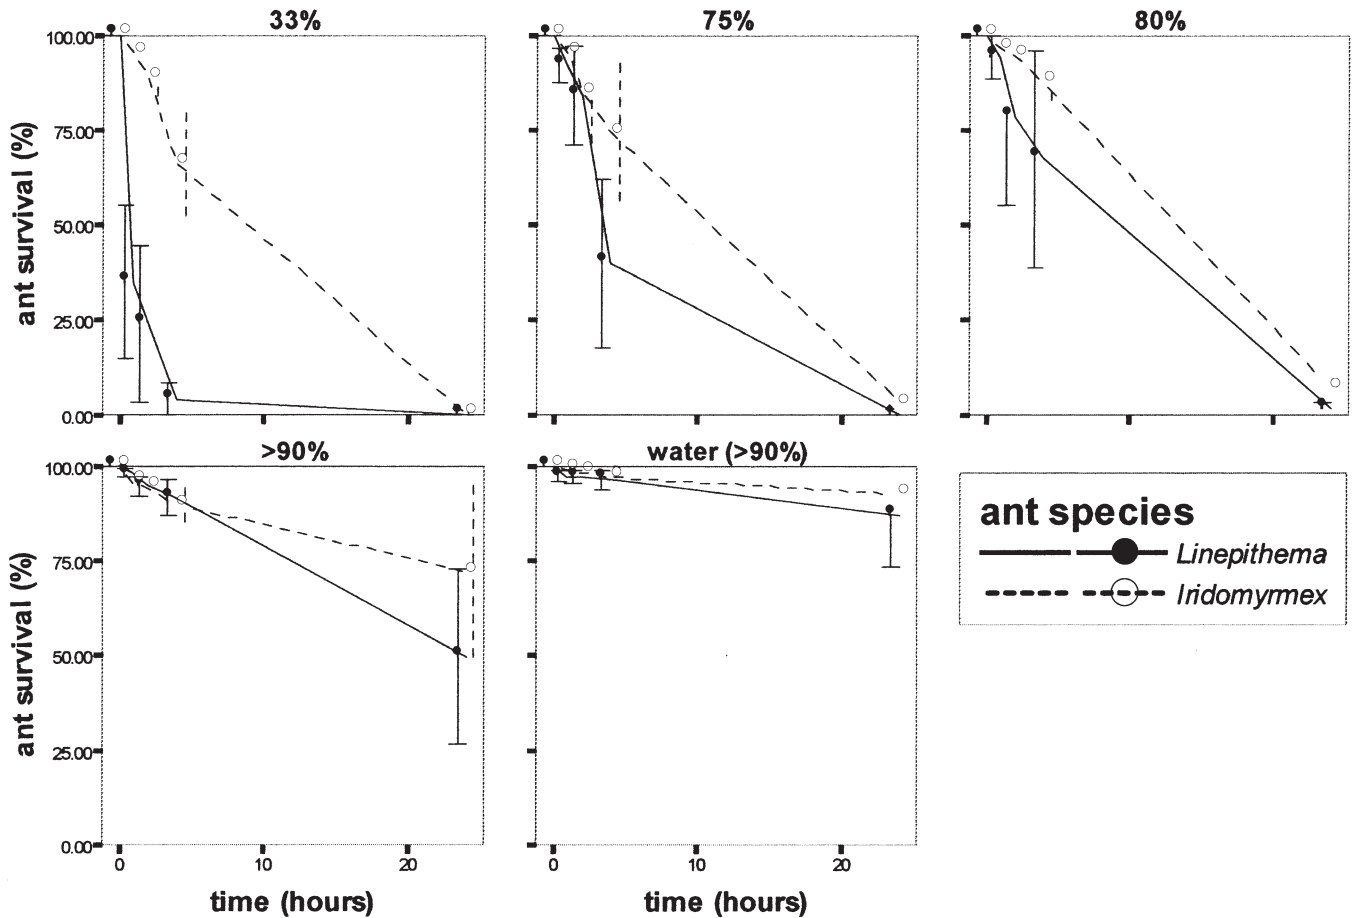 33%
75%
80%
100.00
75.00
50.00
25.00
0.00
ant survival (%)
>90%
water (>90%)
100.00
75.00
50.00
25.00
0.00
ant survival (%)
0 10 20
0 10 20
time (hours)
time (hours)
ant species
Linepithema
Iridomyrmex